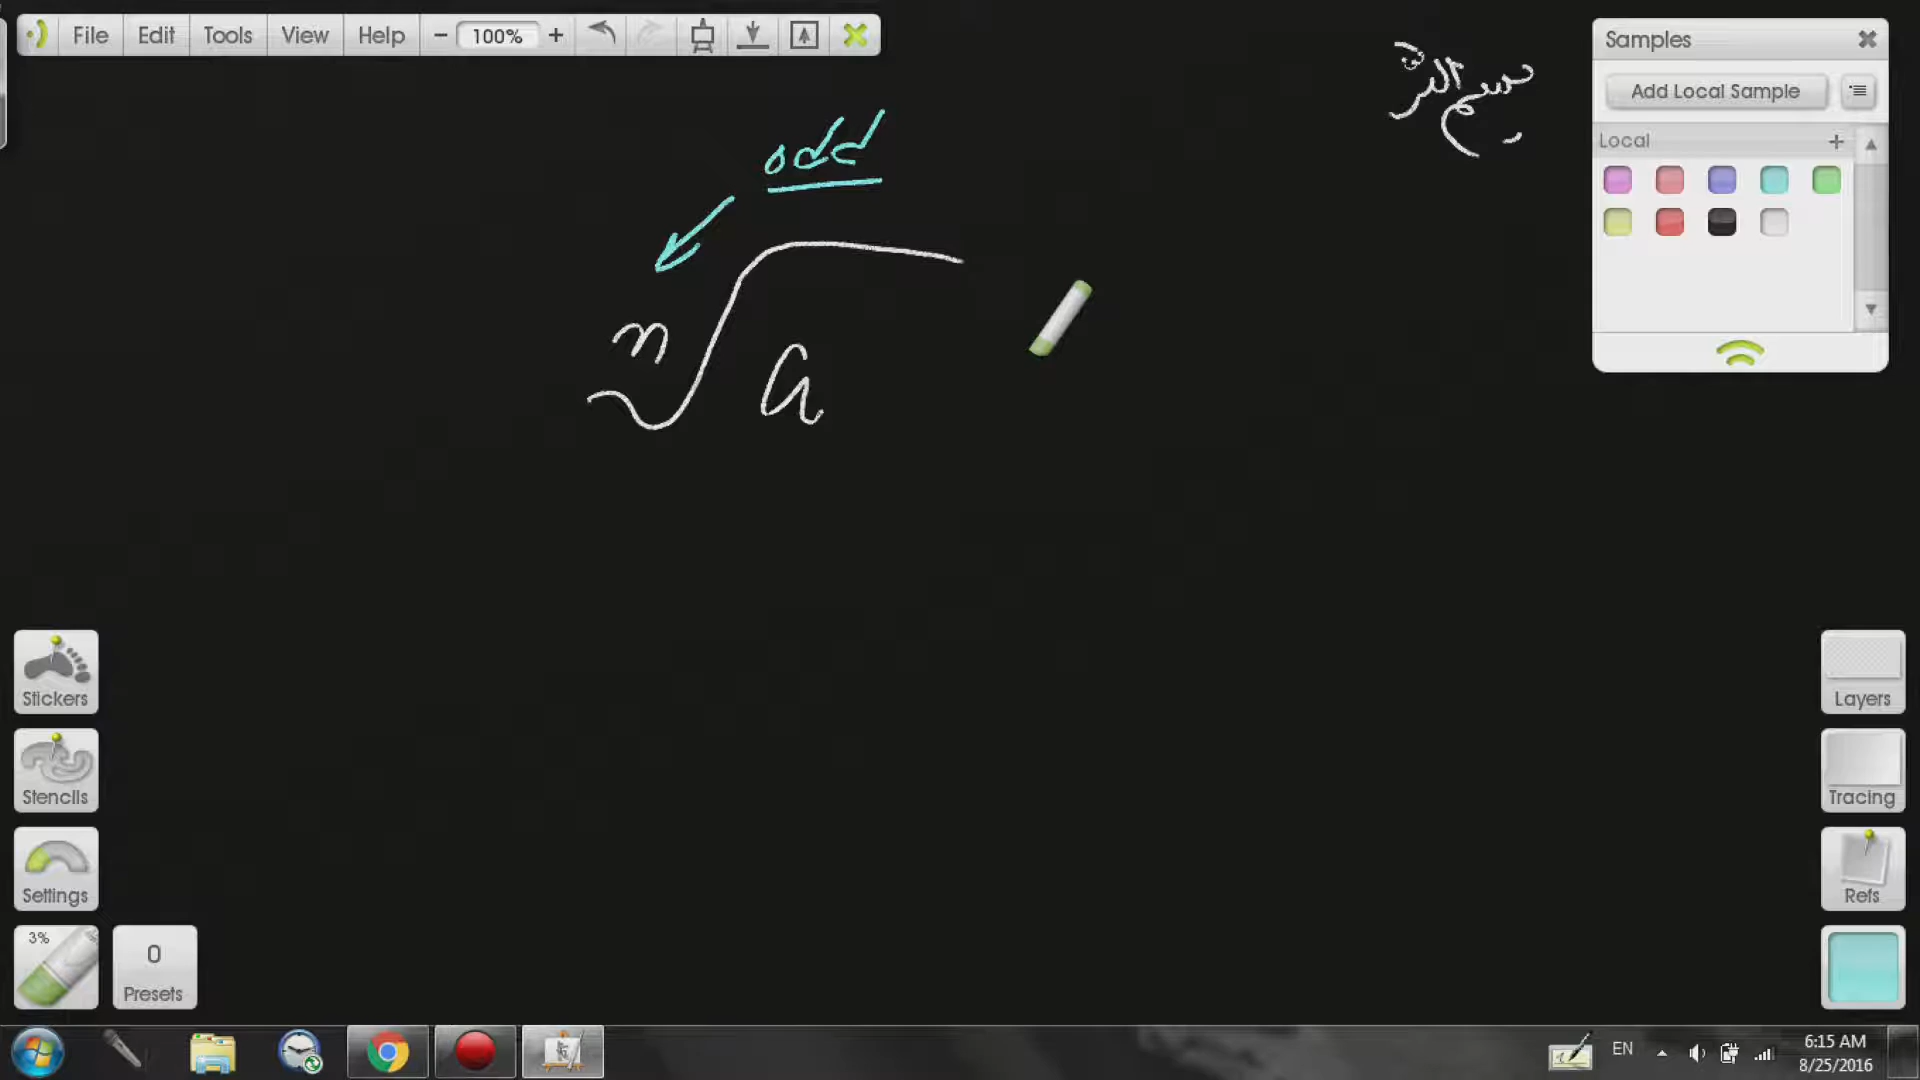 File Edit Tools View Help − 100% +
Samples
Add Local Sample
Local +
odd
n
a
Stickers
Stencils
Settings
3%
0
Presets
Layers
Tracing
Refs
EN
6:15 AM
8/25/2016